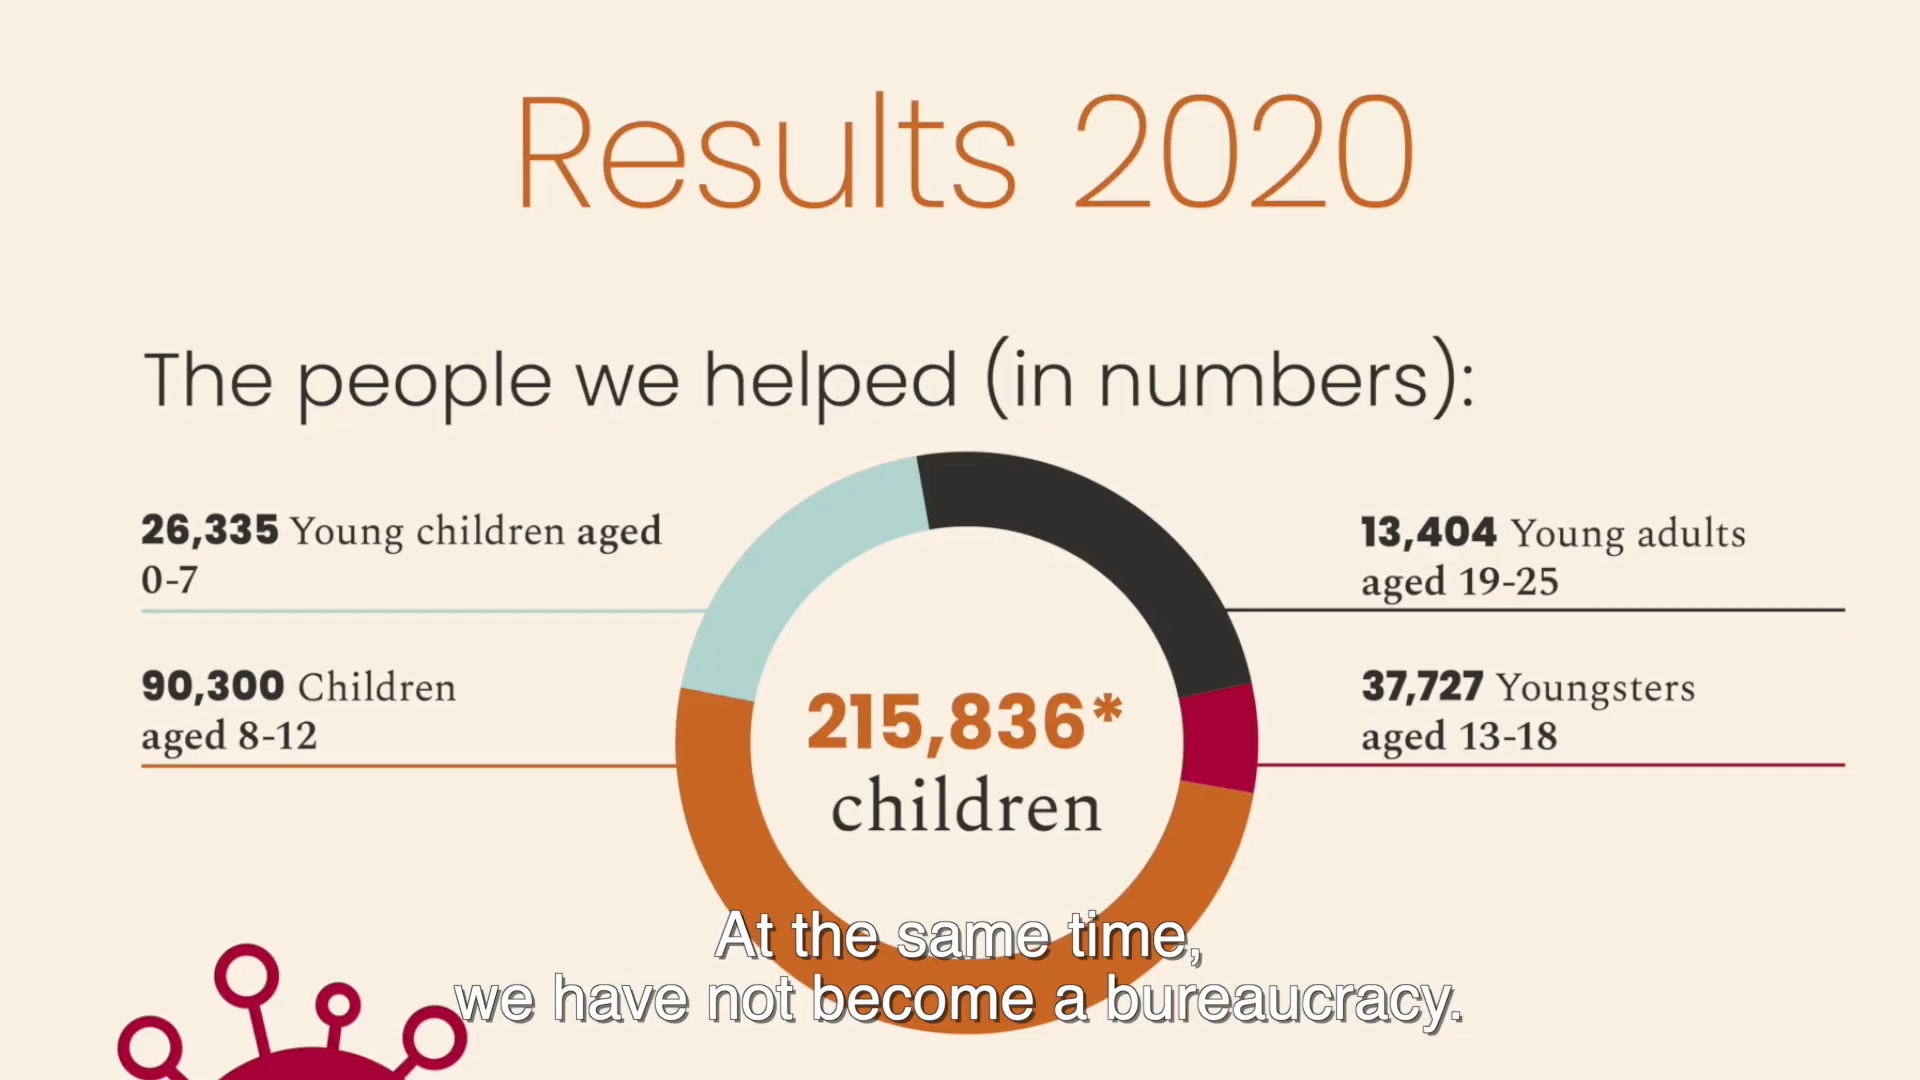 Results 2020
The people we helped (in numbers):
26,335 Young children aged
0-7
90,300 Children
aged 8-12
13,404 Young adults
aged 19-25
37,727 Youngsters
aged 13-18
215,836*
children
At the same time,
we have not become a bureaucracy.